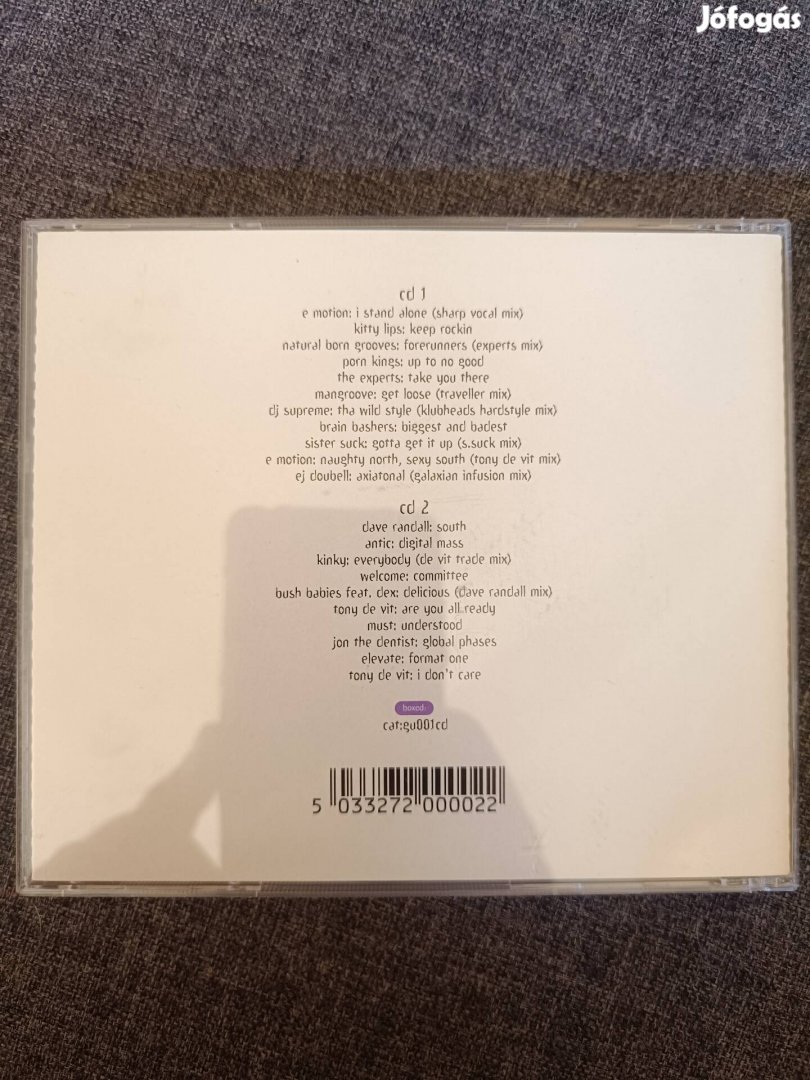 Jófogás
cd 1
e motion: i stand alone (sharp vocal mix)
kitty lips: keep rockin
natural born grooves: forerunners (experts mix)
porn kings: up to no good
the experts: take you there
mangroove: get loose (traveller mix)
dj supreme: tha wild style (klubheads hardstyle mix)
brain bashers: biggest and badest
sister suck: gotta get it up (s.suck mix)
e motion: naughty north, sexy south (tony de vit mix)
ej doubell: axiatonal (galaxian infusion mix)
cd 2
dave randall: south
antic: digital mass
kinky: everybody (de vit trade mix)
welcome: committee
bush babies feat. dex: delicious (dave randall mix)
tony de vit: are you all ready
must: understood
jon the dentist: global phases
elevate: format one
tony de vit: i don't care
boxed:
cat:gu001cd
5 033272 000022